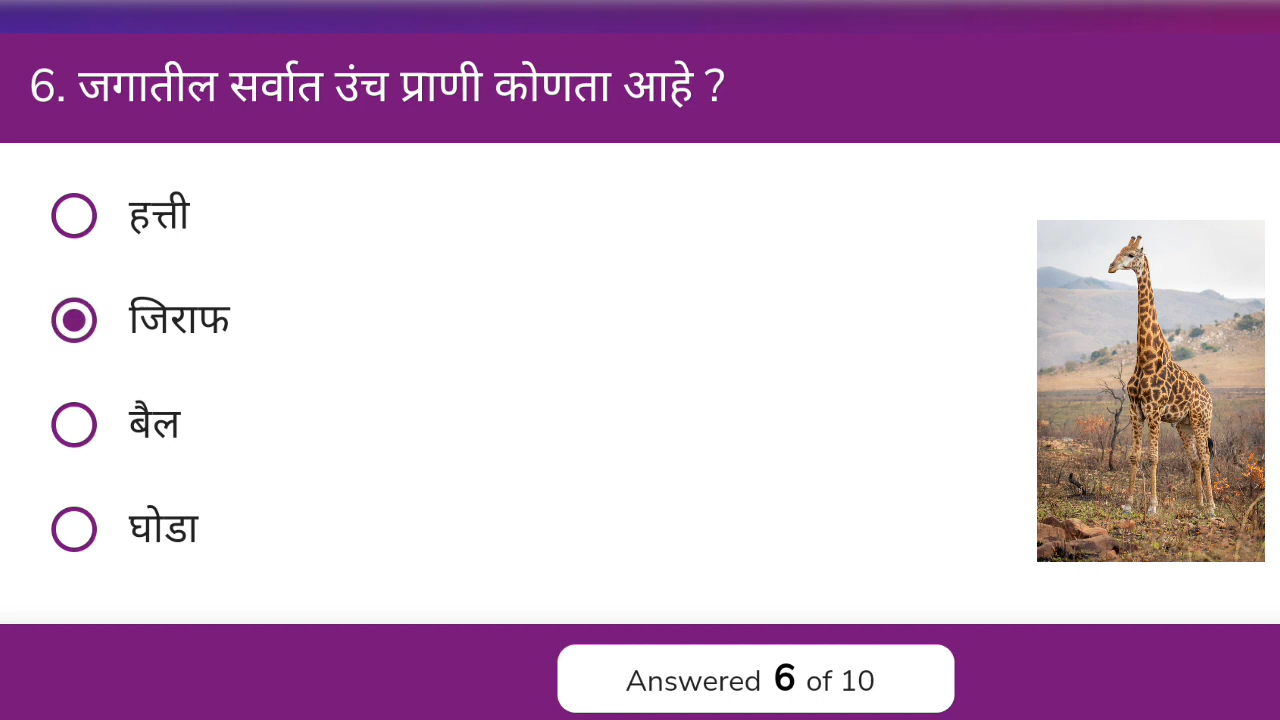 6. जगातील सर्वात उंच प्राणी कोणता आहे ?
हत्ती
जिराफ
बैल
घोडा
Answered 6 of 10